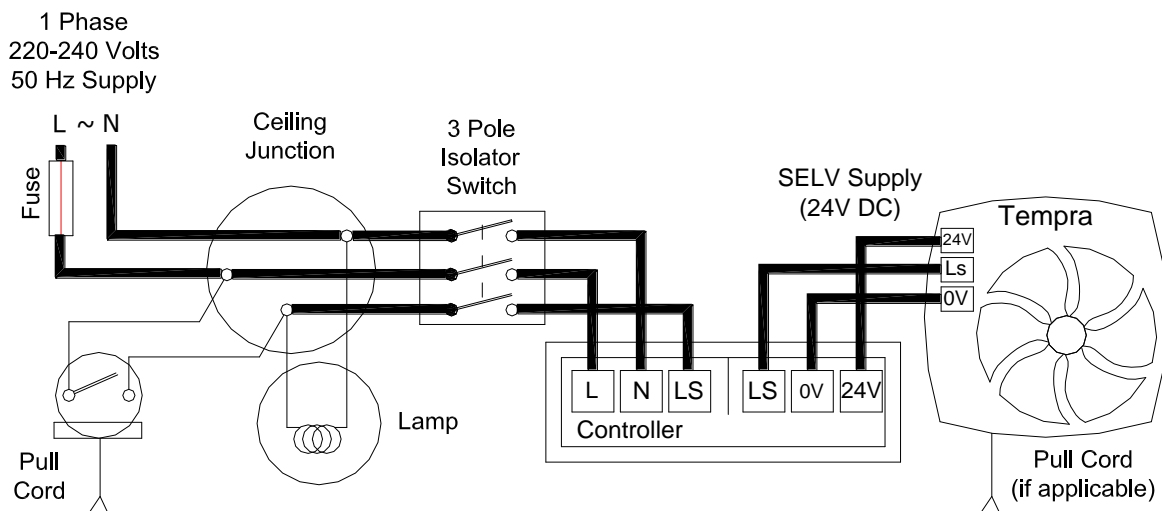 1 Phase
220-240 Volts
50 Hz Supply
L ~ N
Fuse
Ceiling
Junction
3 Pole
Isolator
Switch
SELV Supply
(24V DC)
Tempra
24V
Ls
0V
L
N
LS
LS
0V
24V
Controller
Lamp
Pull
Cord
Pull Cord
(if applicable)